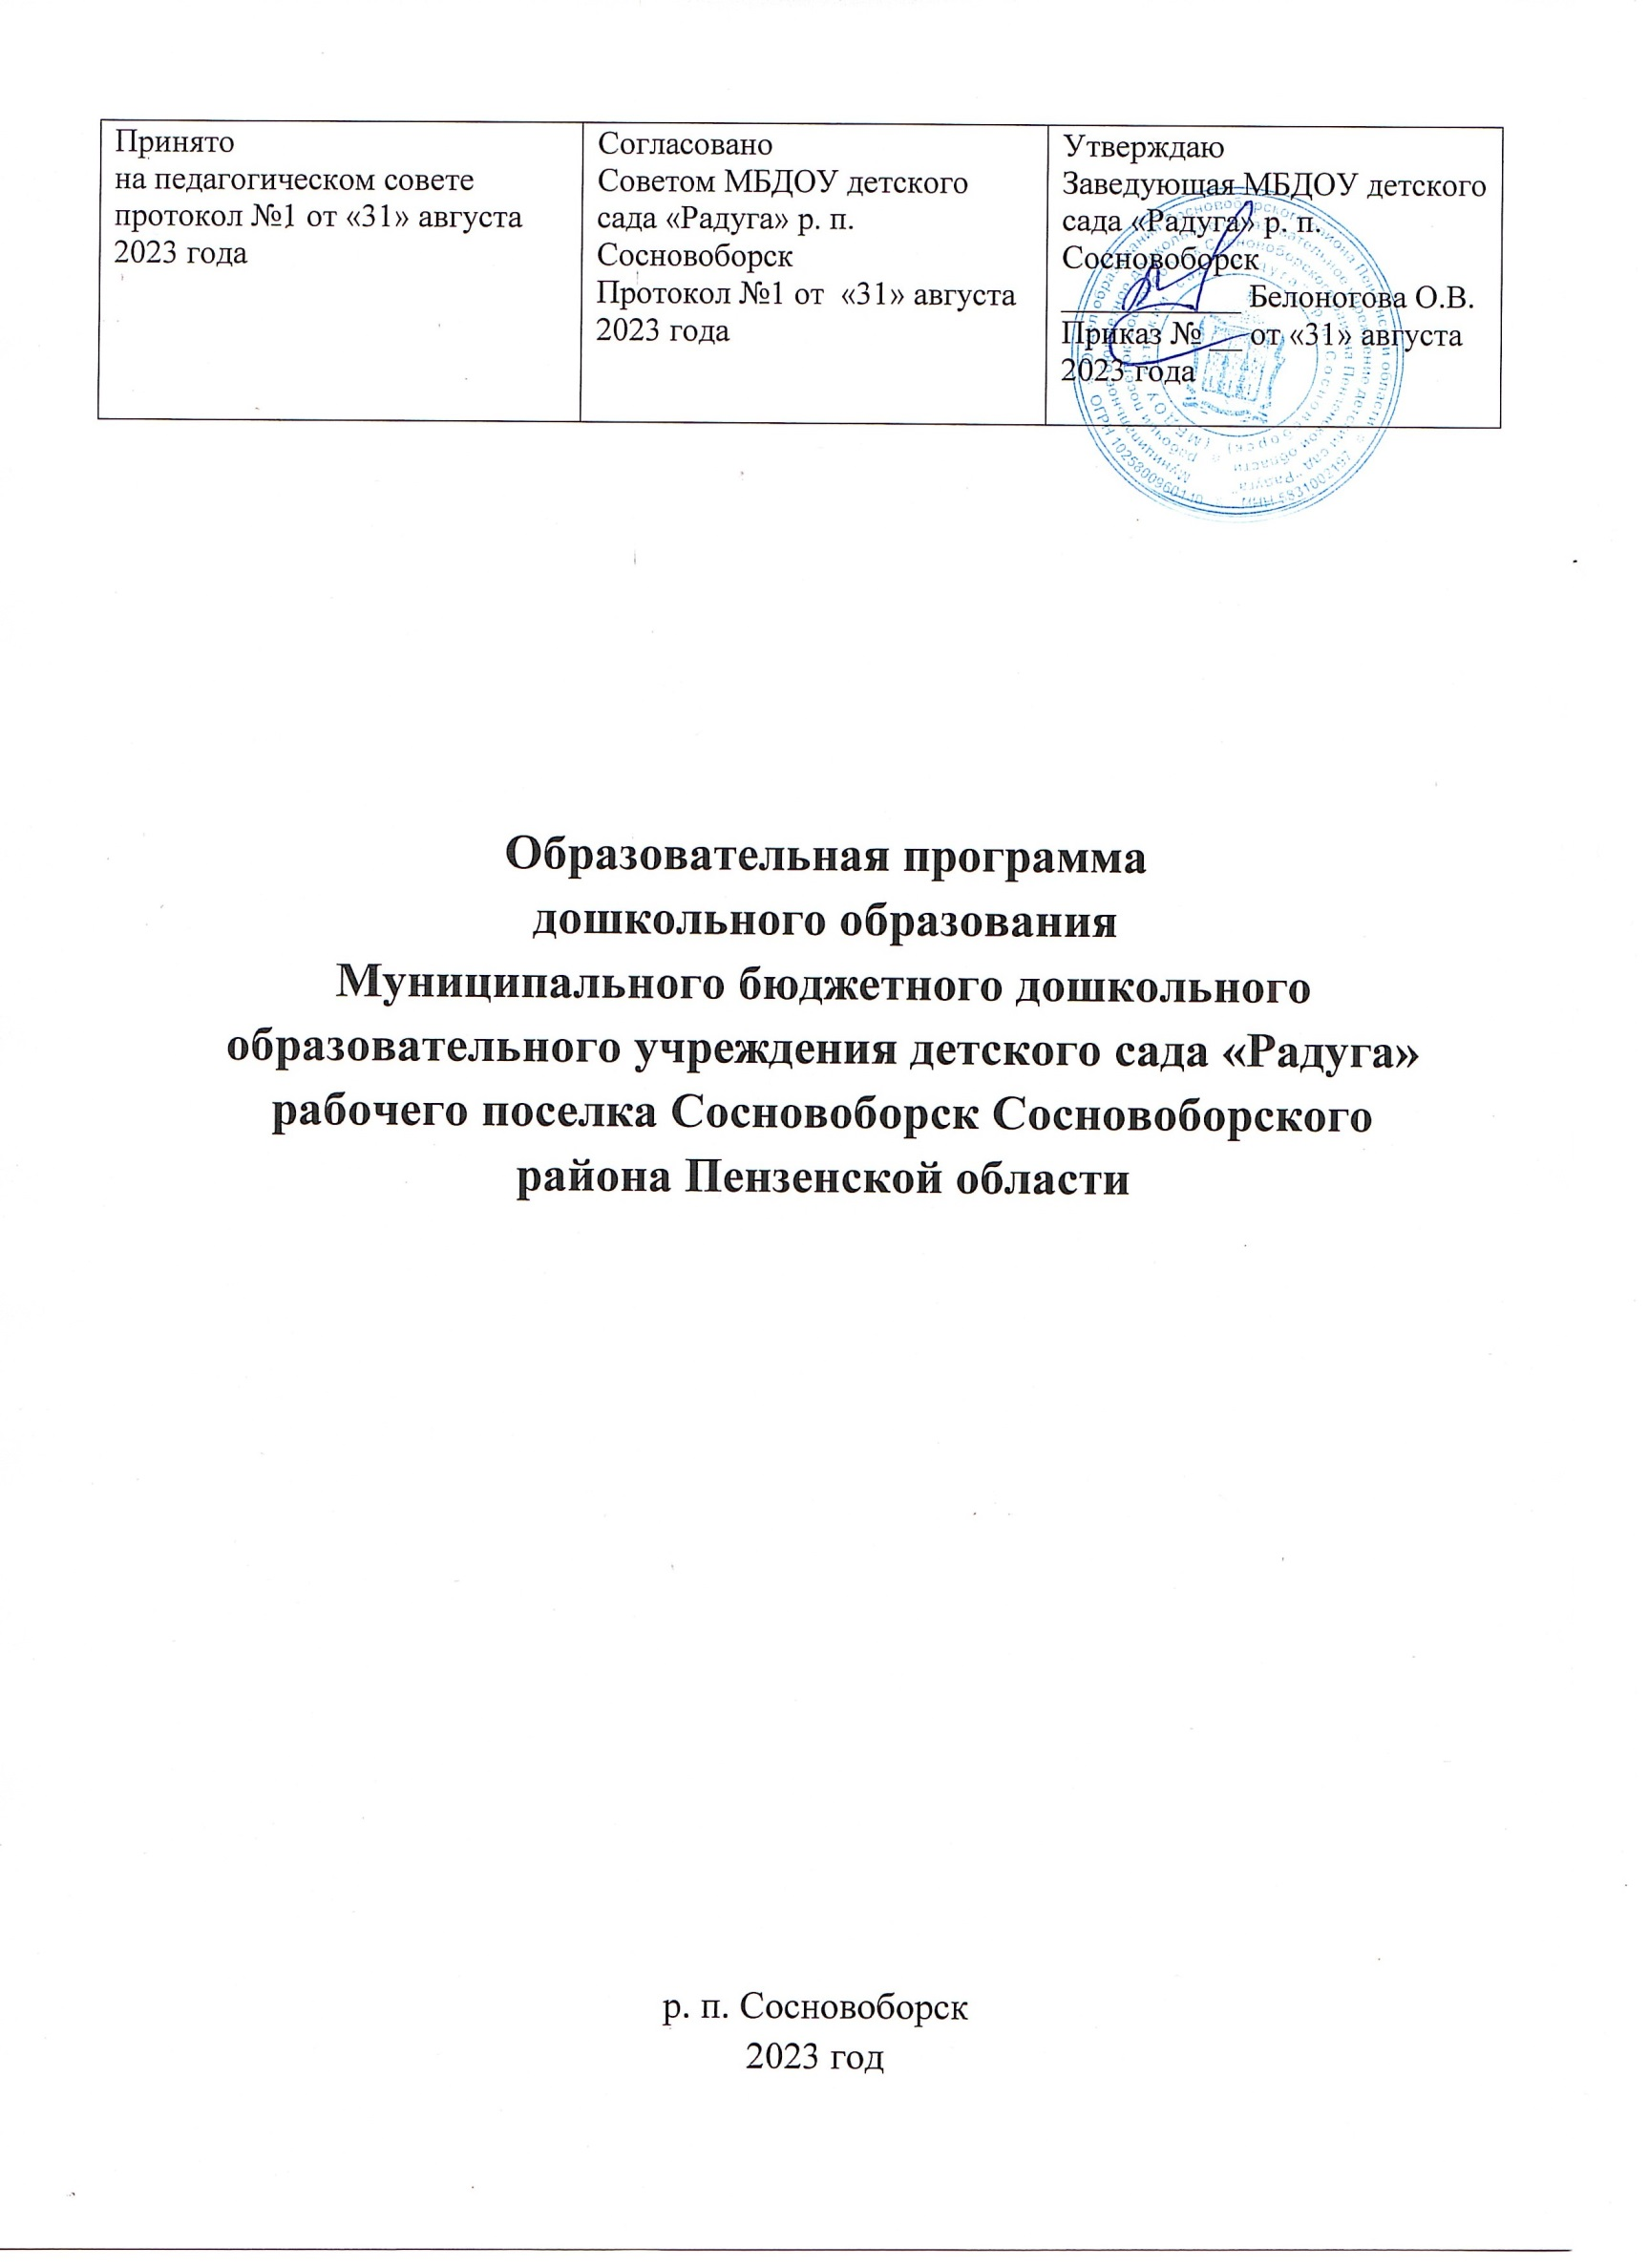 Принято
на педагогическом совете
протокол №1 от «31» августа
2023 года
Согласовано
Советом МБДОУ детского
сада «Радуга» р. п.
Сосновоборск
Протокол №1 от «31» августа
2023 года
Утверждаю
Заведующая МБДОУ детского
сада «Радуга» р. п.
Сосновоборск
____________ Белоногова О.В.
Приказ № __ от «31» августа
2023 года
Образовательная программа
дошкольного образования
Муниципального бюджетного дошкольного
образовательного учреждения детского сада «Радуга»
рабочего поселка Сосновоборск Сосновоборского
района Пензенской области
р. п. Сосновоборск
2023 год